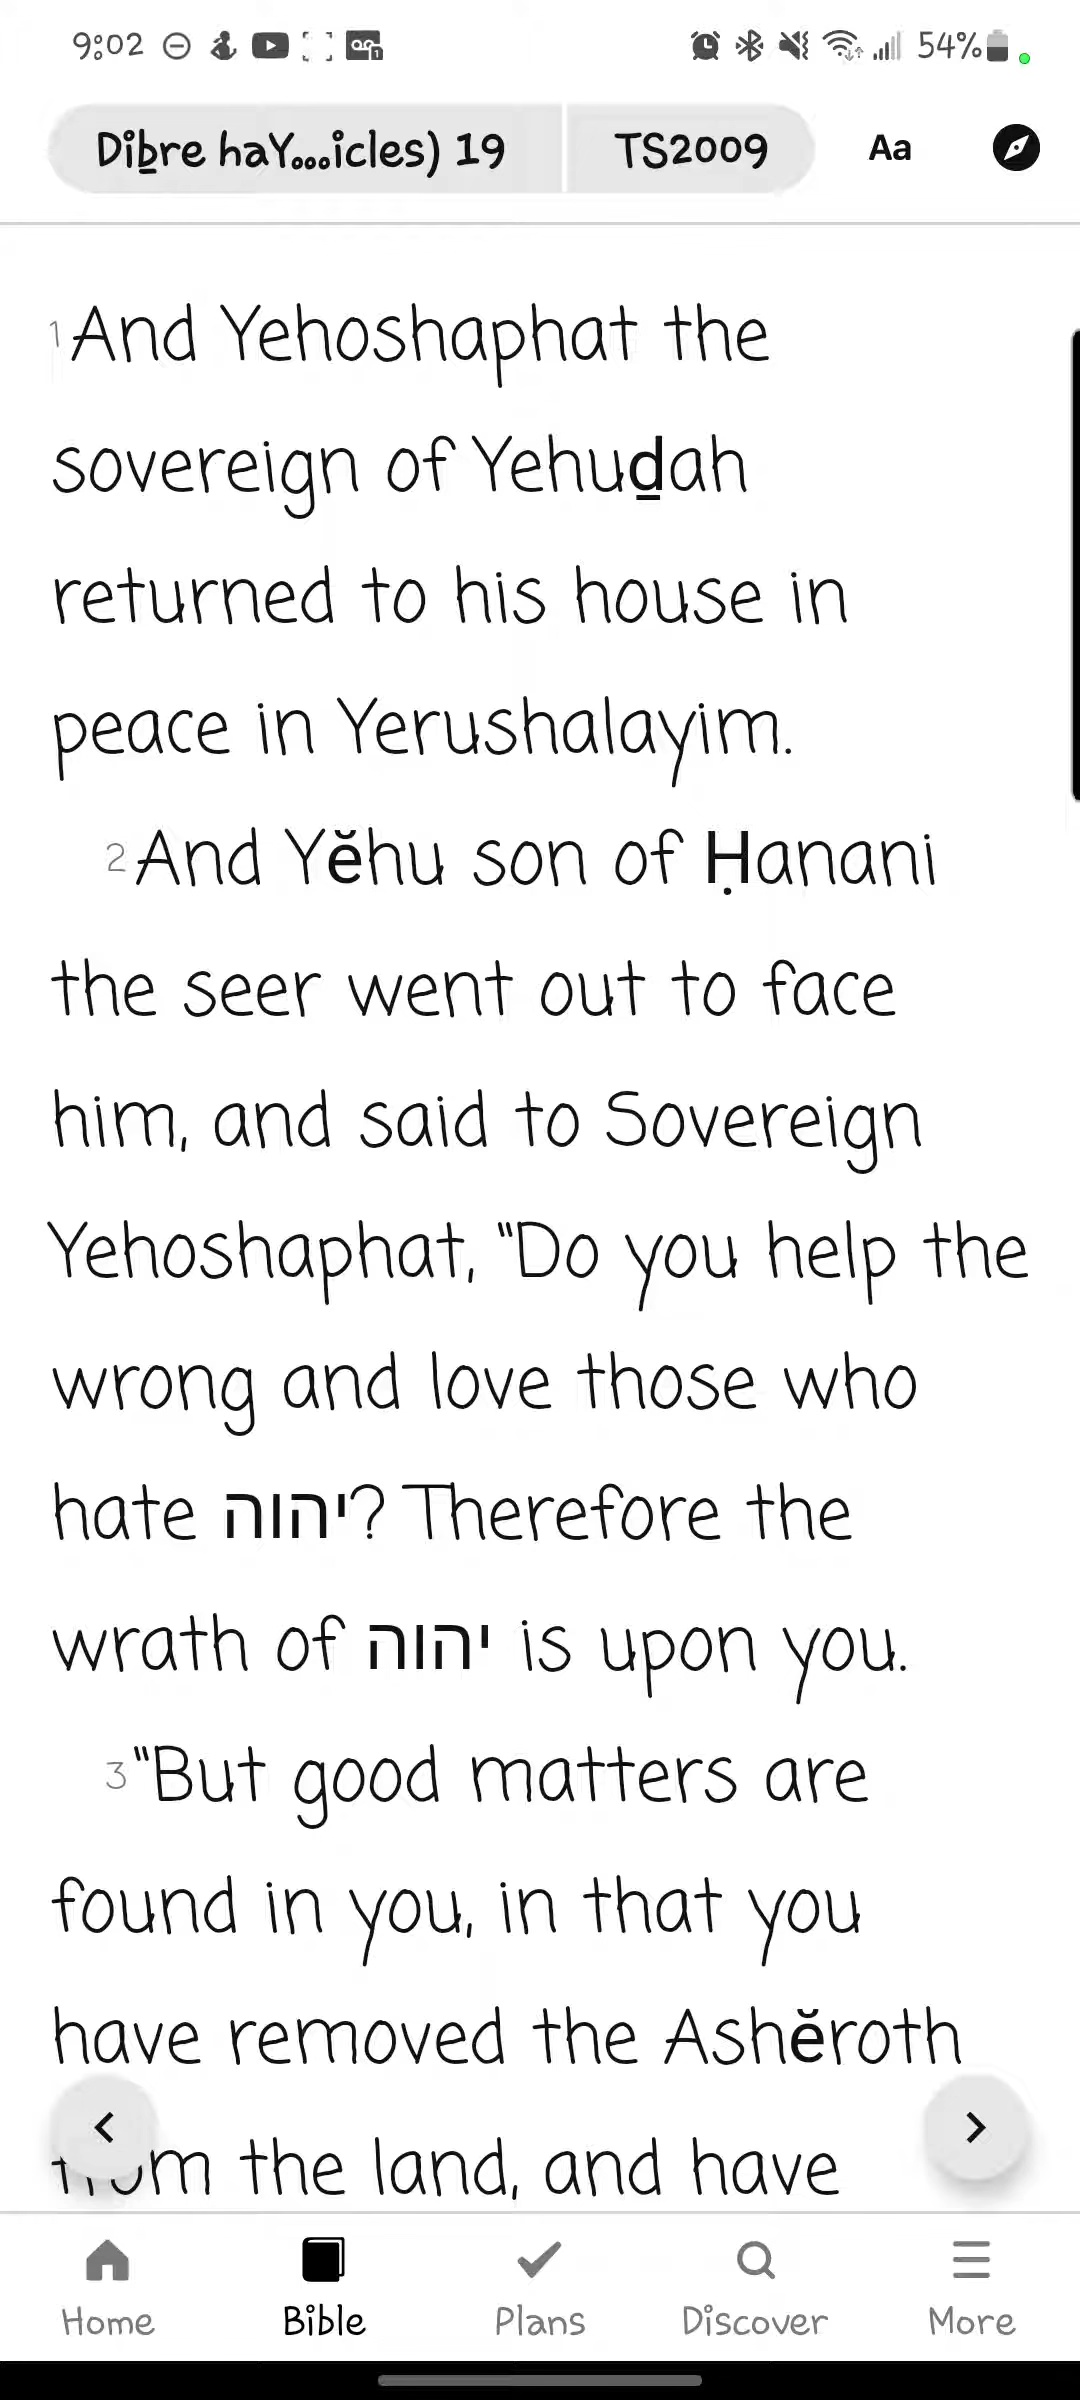 9:02 54%
Diḇre haY...icles) 19 TS2009 Aa
1 And Yehoshaphat the
sovereign of Yehuḏah
returned to his house in
peace in Yerushalayim.
2 And Yĕhu son of Ḥanani
the seer went out to face
him, and said to Sovereign
Yehoshaphat, "Do you help the
wrong and love those who
hate יהוה? Therefore the
wrath of יהוה is upon you.
3 "But good matters are
found in you, in that you
have removed the Ashĕroth
from the land, and have
Home Bible Plans Discover More